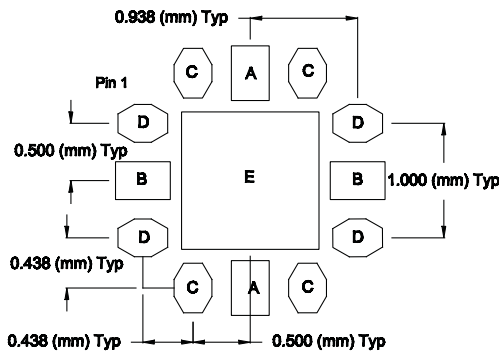 0.938 (mm) Typ
C A C
Pin 1
D D
0.500 (mm) Typ
B E B 1.000 (mm) Typ
D D
0.438 (mm) Typ
C A C
0.438 (mm) Typ 0.500 (mm) Typ